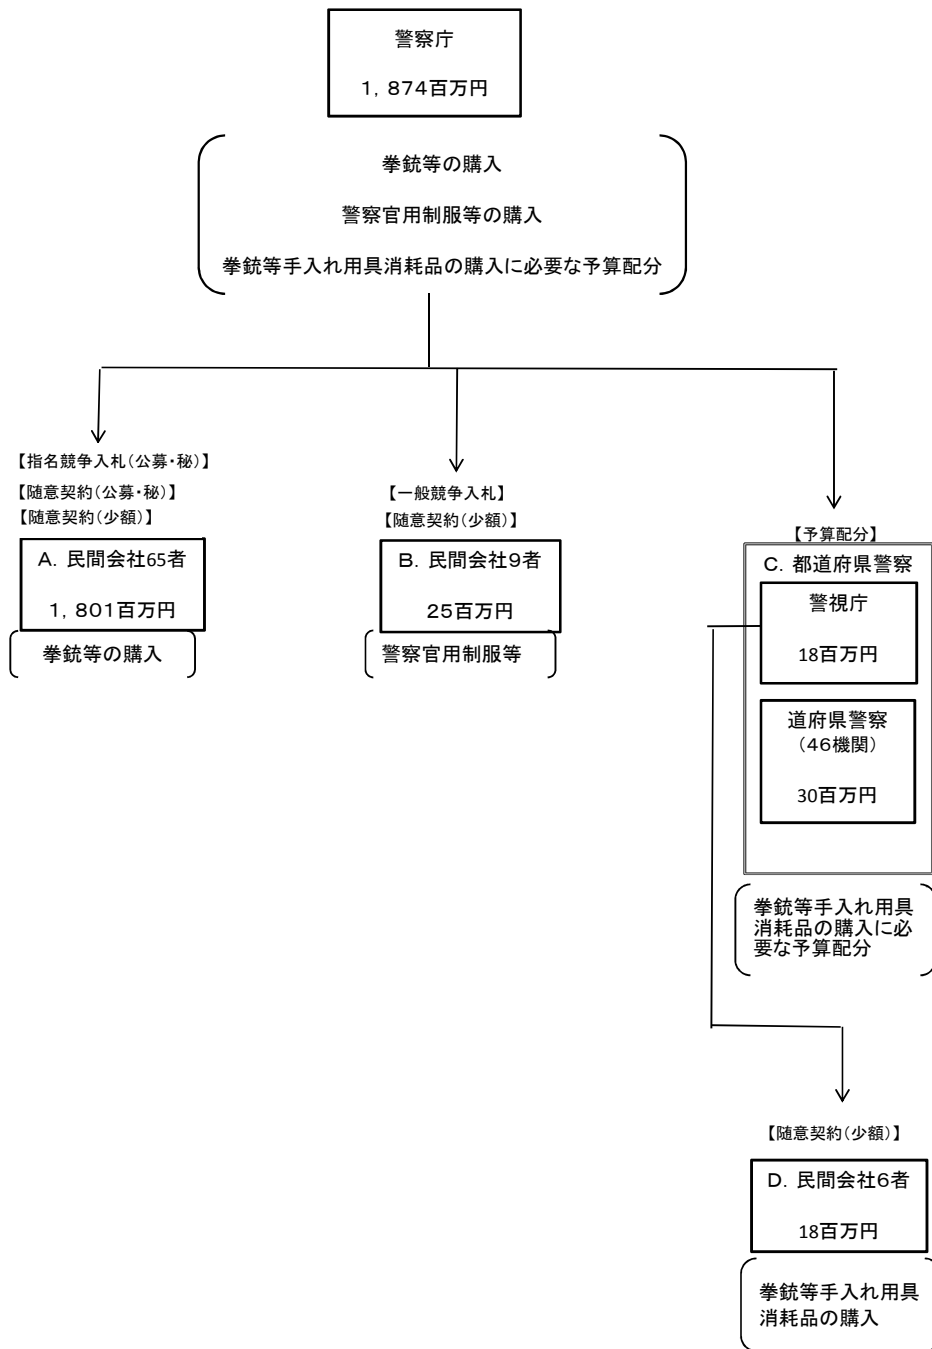 警察庁
1，874百万円
拳銃等の購入
警察官用制服等の購入
拳銃等手入れ用具消耗品の購入に必要な予算配分
【指名競争入札（公募・秘）】
【随意契約（公募・秘）】
【随意契約（少額）】
A．民間会社65者
1，801百万円
拳銃等の購入
【一般競争入札】
【随意契約（少額）】
B．民間会社９者
25百万円
警察官用制服等
【予算配分】
C．都道府県警察
警視庁
18百万円
道府県警察
（４６機関）
30百万円
拳銃等手入れ用具
消耗品の購入に必
要な予算配分
【随意契約（少額）】
D．民間会社６者
18百万円
拳銃等手入れ用具
消耗品の購入